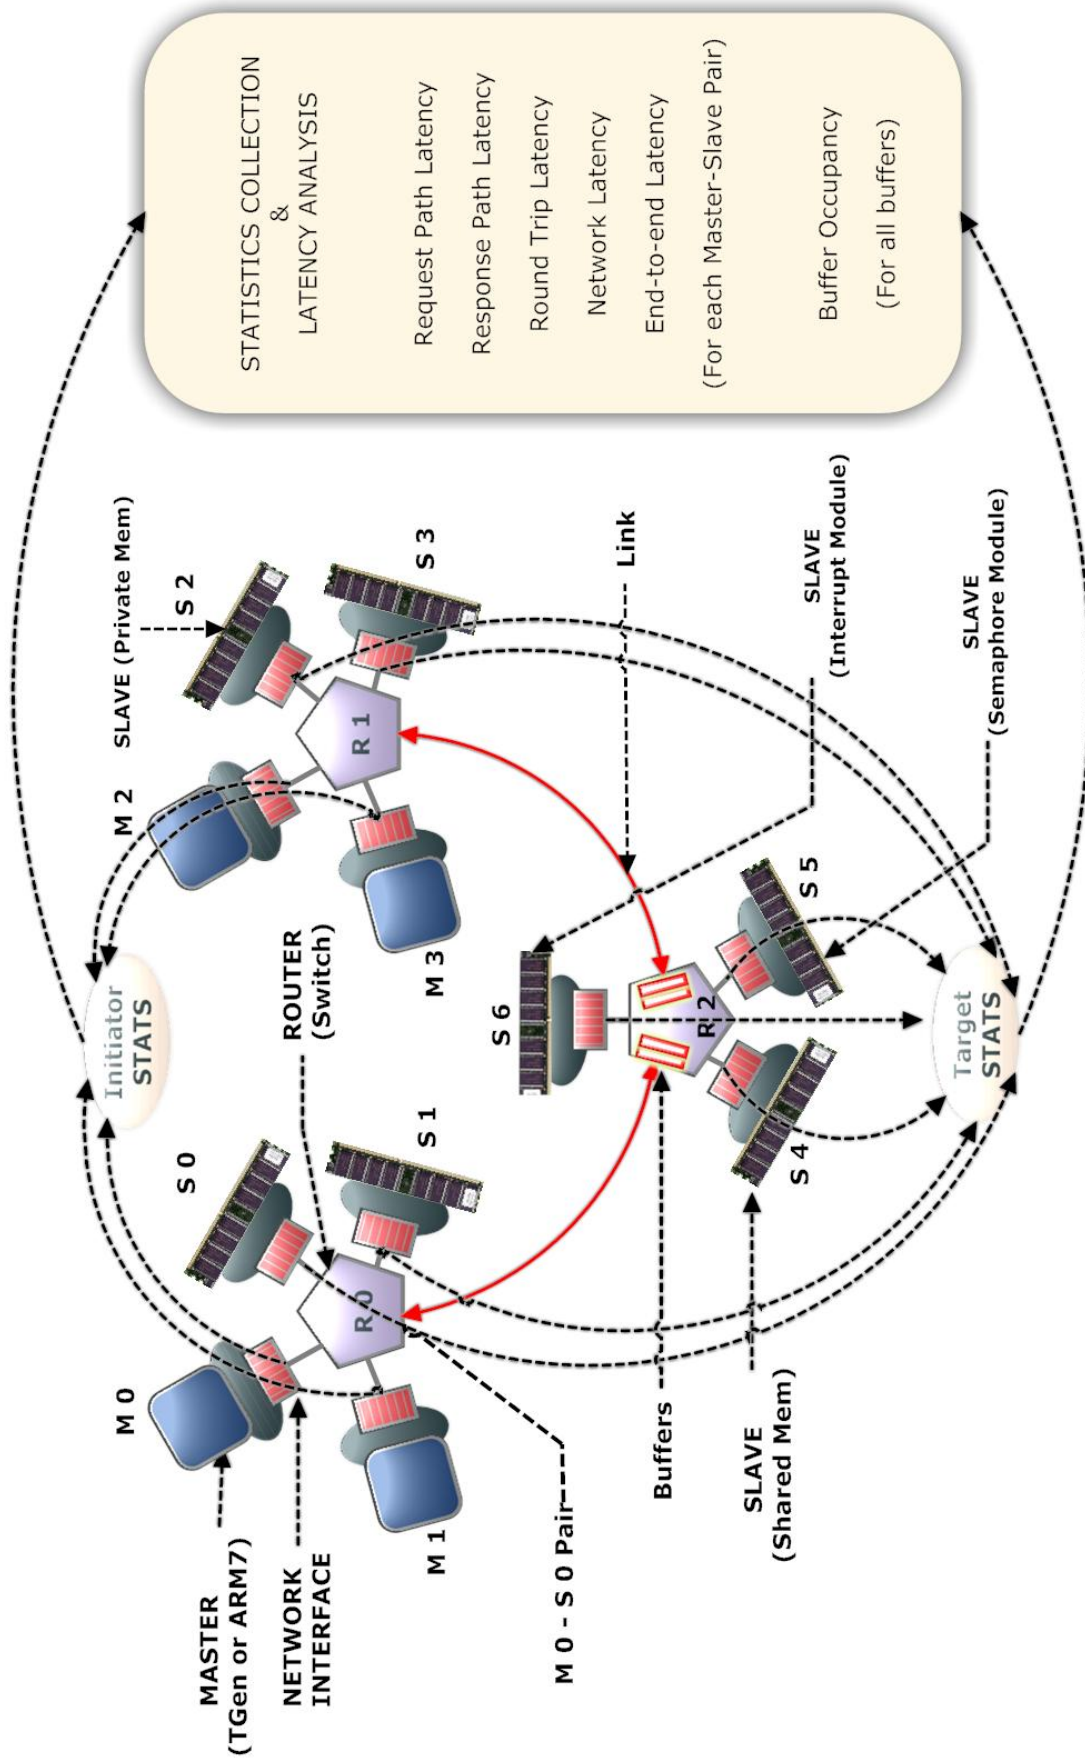 MASTER
(TGen or ARM7)
NETWORK
INTERFACE
M 0
M 1
M 0 - S 0 Pair
S 0
S 1
R 0
ROUTER
(Switch)
Initiator
STATS
M 2
M 3
SLAVE (Private Mem)
S 2
S 3
R 1
Link
S 6
R 2
S 4
S 5
Buffers
SLAVE
(Shared Mem)
SLAVE
(Interrupt Module)
SLAVE
(Semaphore Module)
Target
STATS
STATISTICS COLLECTION
&
LATENCY ANALYSIS
Request Path Latency
Response Path Latency
Round Trip Latency
Network Latency
End-to-end Latency
(For each Master-Slave Pair)
Buffer Occupancy
(For all buffers)